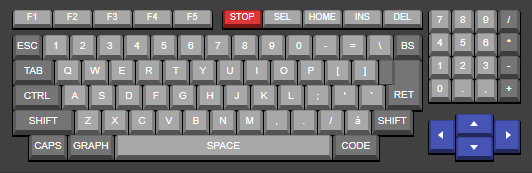 F1 F2 F3 F4 F5 STOP SEL HOME INS DEL 7 8 9 /
ESC 1 2 3 4 5 6 7 8 9 0 - = \ BS 4 5 6 *
TAB Q W E R T Y U I O P [ ] 1 2 3 -
CTRL A S D F G H J K L ; ' ` RET 0 . , +
SHIFT Z X C V B N M , . / à SHIFT
CAPS GRAPH SPACE CODE